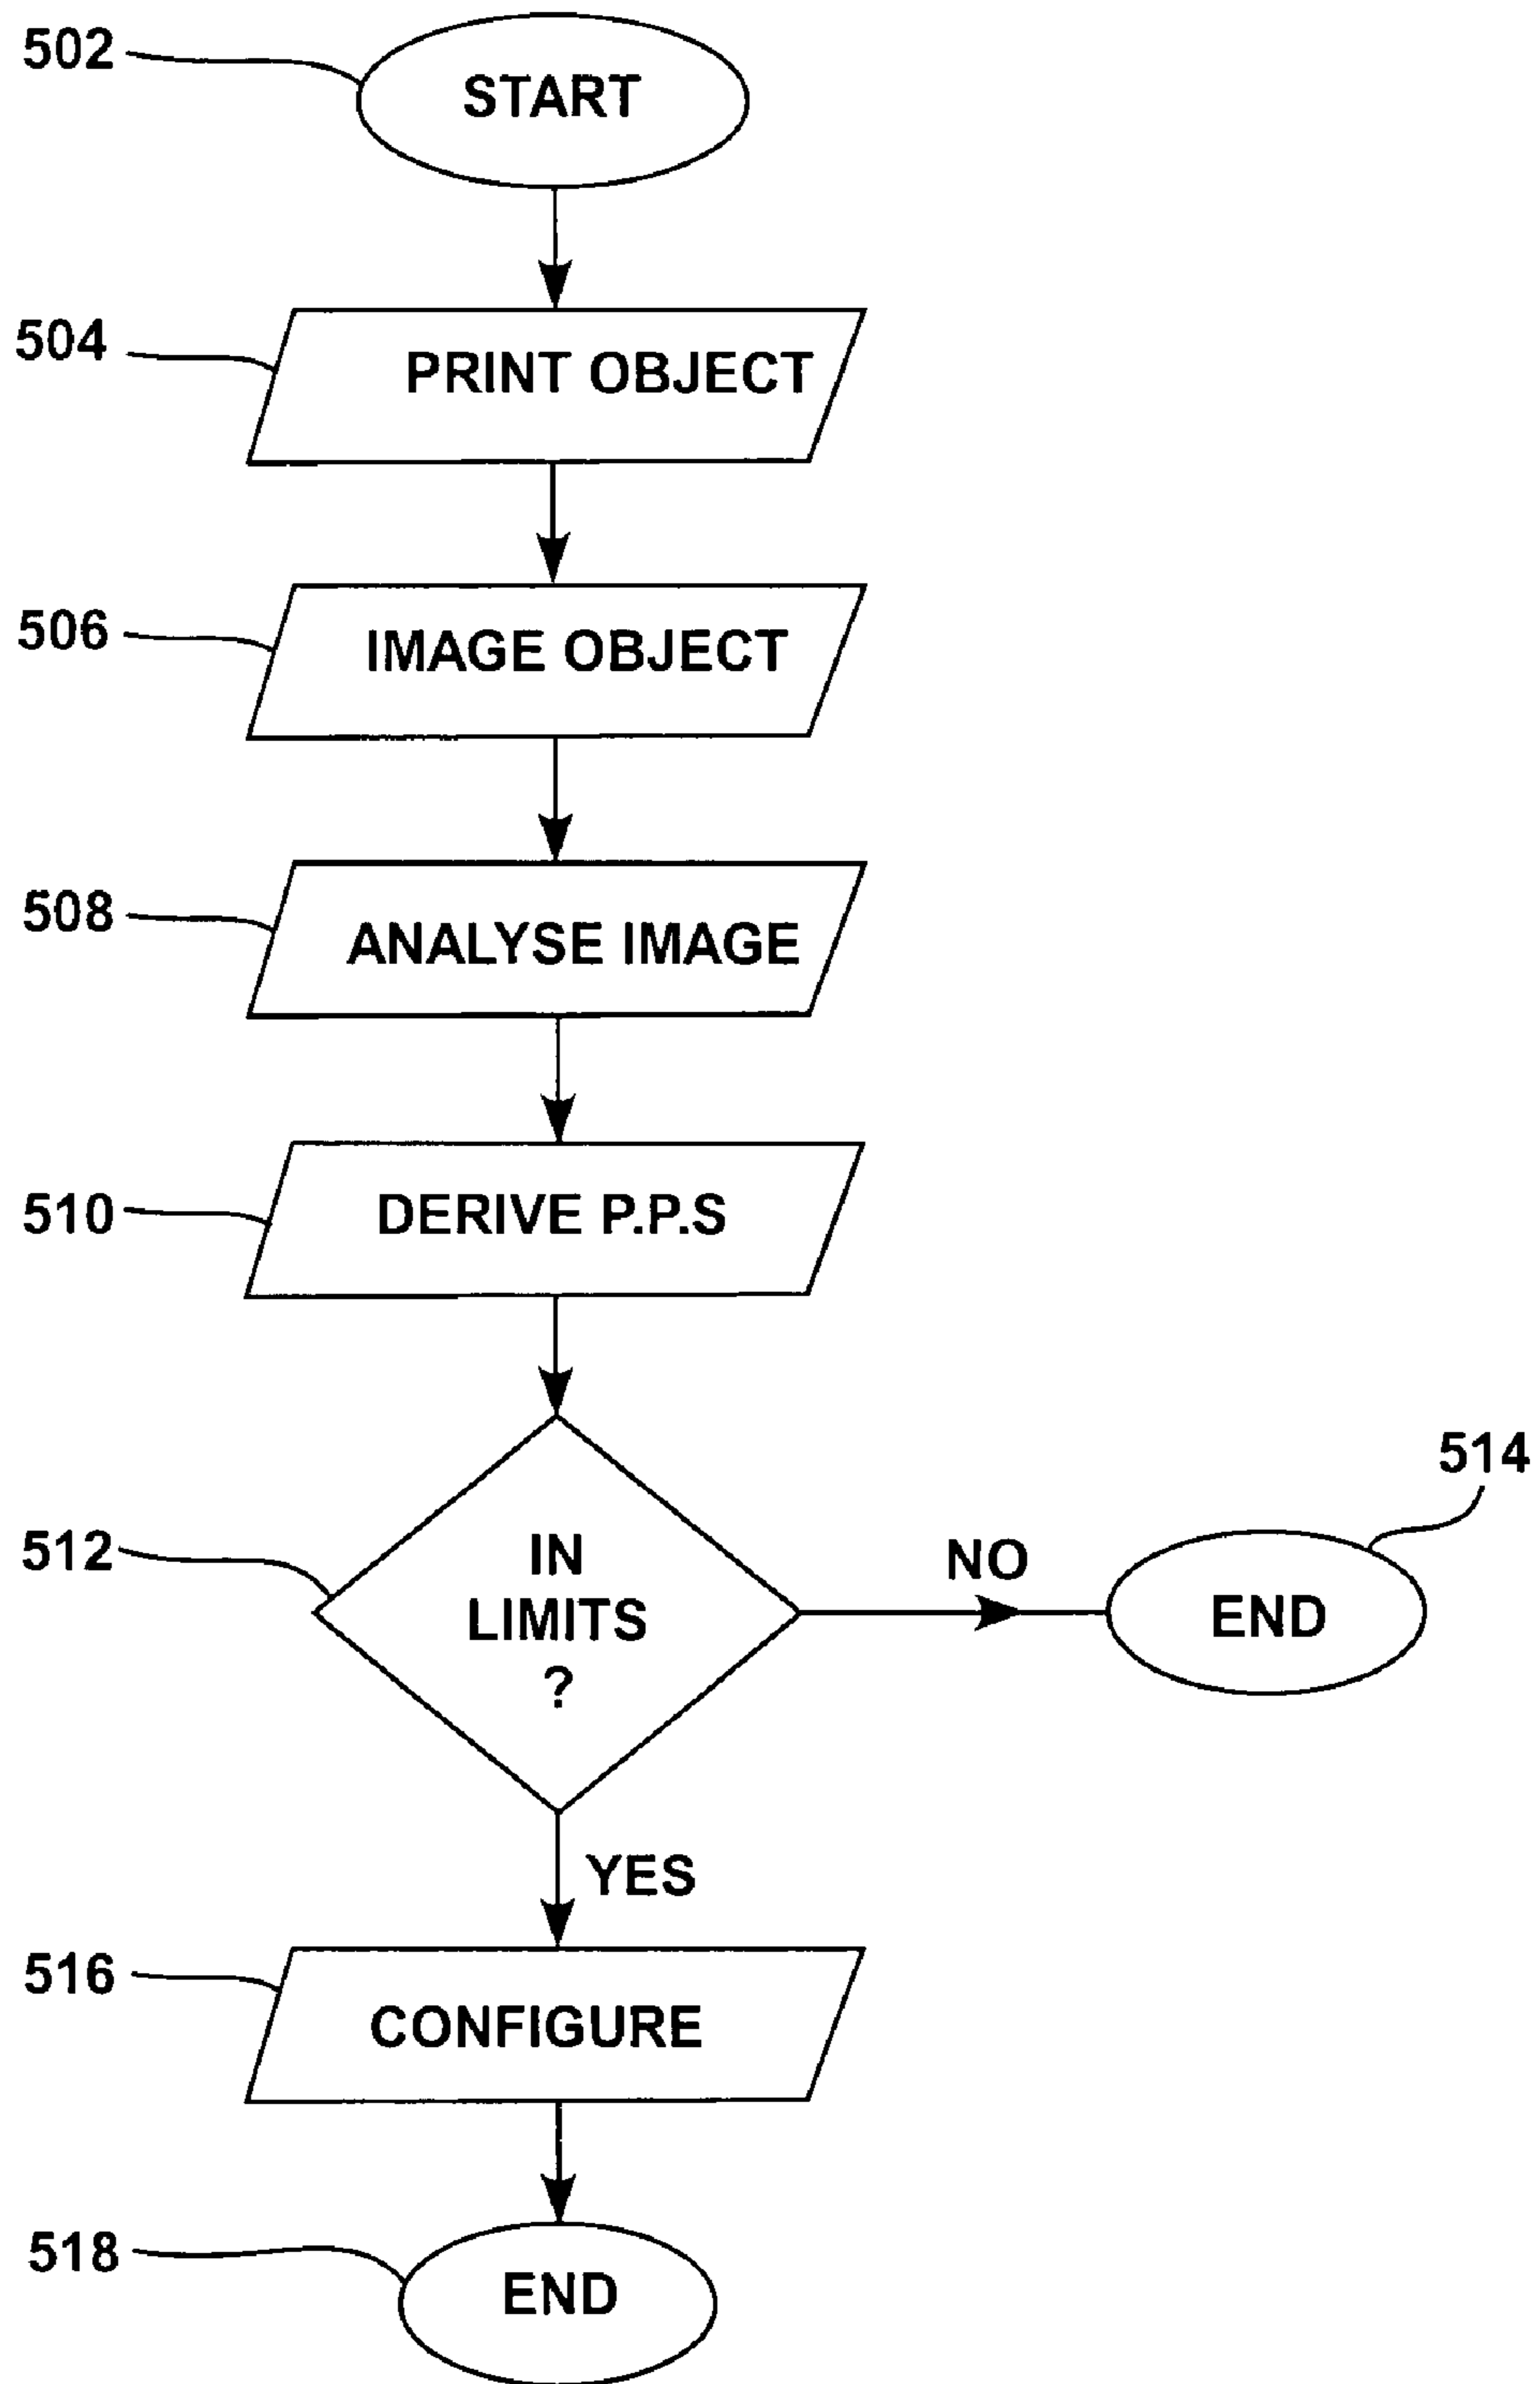 502
START
504
PRINT OBJECT
506
IMAGE OBJECT
508
ANALYSE IMAGE
510
DERIVE P.P.S
512
IN
LIMITS
?
NO
514
END
YES
516
CONFIGURE
518
END